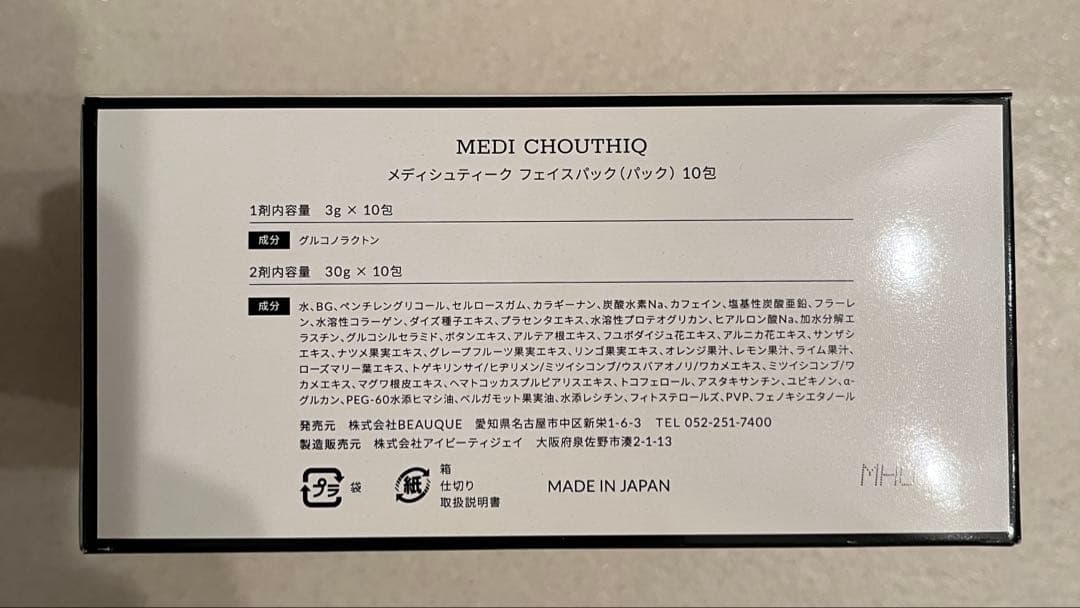 MEDI CHOUTHIQ
メディシュティーク フェイスパック(パック) 10包
1剤内容量 3g × 10包
成分 グルコノラクトン
2剤内容量 30g × 10包
成分 水、BG、ペンチレングリコール、セルロースガム、カラギーナン、炭酸水素Na、カフェイン、塩基性炭酸亜鉛、フラーレ
ン、水溶性コラーゲン、ダイズ種子エキス、プラセンタエキス、水溶性プロテオグリカン、ヒアルロン酸Na、加水分解エ
ラスチン、グルコシルセラミド、ボタンエキス、アルテア根エキス、フユボダイジュ花エキス、アルニカ花エキス、サンザシ
エキス、ナツメ果実エキス、グレープフルーツ果実エキス、リンゴ果実エキス、オレンジ果汁、レモン果汁、ライム果汁、
ローズマリー葉エキス、トゲキリンサイ/ヒヂリメン/ミツイシコンブ/ウスバアオノリ/ワカメエキス、ミツイシコンブ/ワ
カメエキス、マグワ根皮エキス、ヘマトコッカスプルビアリスエキス、トコフェロール、アスタキサンチン、ユビキノン、α-
グルカン、PEG-60水添ヒマシ油、ベルガモット果実油、水添レシチン、フィトステロールズ、PVP、フェノキシエタノール
発売元 株式会社BEAUQUE 愛知県名古屋市中区新栄1-6-3 TEL 052-251-7400
製造販売元 株式会社アイビーティジェイ 大阪府泉佐野市湊2-1-13
プラ 袋
紙 箱
仕切り
取扱説明書
MADE IN JAPAN